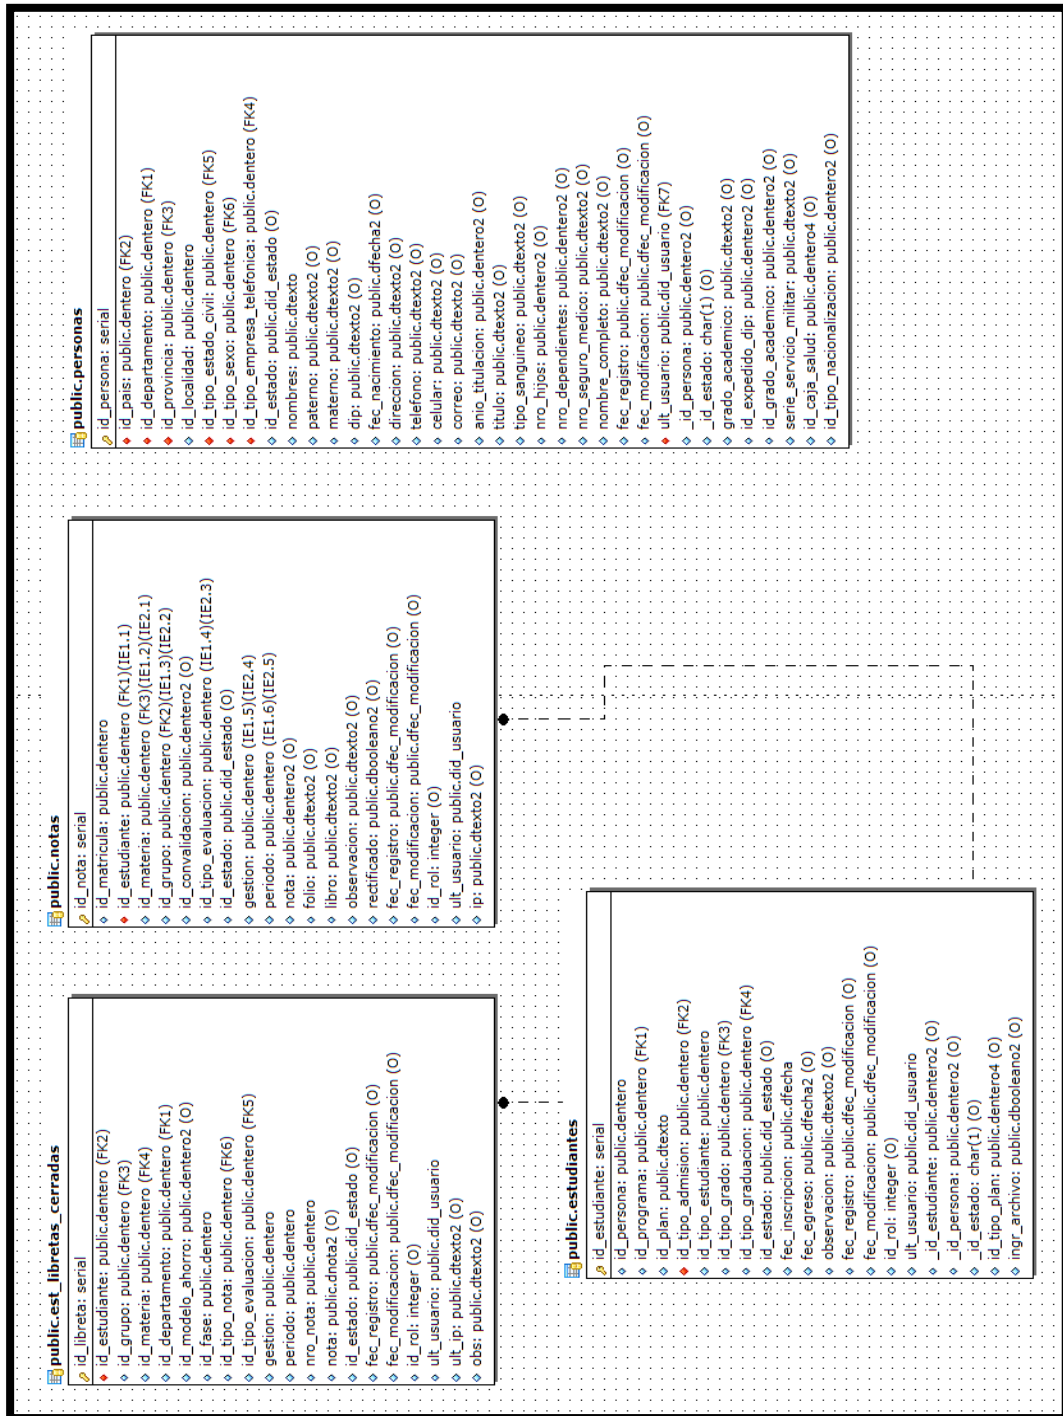 public.est_libretas_cerradas
id_libreta: serial
id_estudiante: public.dentero (FK2)
id_grupo: public.dentero (FK3)
id_materia: public.dentero (FK4)
id_departamento: public.dentero (FK1)
id_modelo_ahorro: public.dentero2 (O)
id_fase: public.dentero
id_tipo_nota: public.dentero (FK6)
id_tipo_evaluacion: public.dentero (FK5)
gestion: public.dentero
periodo: public.dentero
nro_nota: public.dentero
nota: public.dnota2 (O)
id_estado: public.did_estado (O)
fec_registro: public.dfec_modificacion (O)
fec_modificacion: public.dfec_modificacion (O)
id_rol: integer (O)
ult_usuario: public.did_usuario
ult_ip: public.dtexto2 (O)
obs: public.dtexto2 (O)
public.notas
id_nota: serial
id_matricula: public.dentero
id_estudiante: public.dentero (FK1)(IE1.1)
id_materia: public.dentero (FK3)(IE1.2)(IE2.1)
id_grupo: public.dentero (FK2)(IE1.3)(IE2.2)
id_convalidacion: public.dentero2 (O)
id_tipo_evaluacion: public.dentero (IE1.4)(IE2.3)
id_estado: public.did_estado (O)
gestion: public.dentero (IE1.5)(IE2.4)
periodo: public.dentero (IE1.6)(IE2.5)
nota: public.dentero2 (O)
folio: public.dtexto2 (O)
libro: public.dtexto2 (O)
observacion: public.dtexto2 (O)
rectificado: public.dbooleano2 (O)
fec_registro: public.dfec_modificacion (O)
fec_modificacion: public.dfec_modificacion (O)
id_rol: integer (O)
ult_usuario: public.did_usuario
ip: public.dtexto2 (O)
public.personas
id_persona: serial
id_pais: public.dentero (FK2)
id_departamento: public.dentero (FK1)
id_provincia: public.dentero (FK3)
id_localidad: public.dentero
id_tipo_estado_civil: public.dentero (FK5)
id_tipo_sexo: public.dentero (FK6)
id_tipo_empresa_telefonica: public.dentero (FK4)
id_estado: public.did_estado (O)
nombres: public.dtexto
paterno: public.dtexto2 (O)
materno: public.dtexto2 (O)
dip: public.dtexto2 (O)
fec_nacimiento: public.dfecha2 (O)
direccion: public.dtexto2 (O)
telefono: public.dtexto2 (O)
celular: public.dtexto2 (O)
correo: public.dtexto2 (O)
anio_titulacion: public.dentero2 (O)
titulo: public.dtexto2 (O)
tipo_sanguineo: public.dtexto2 (O)
nro_hijos: public.dentero2 (O)
nro_dependientes: public.dentero2 (O)
nro_seguro_medico: public.dtexto2 (O)
nombre_completo: public.dtexto2 (O)
fec_registro: public.dfec_modificacion (O)
fec_modificacion: public.dfec_modificacion (O)
ult_usuario: public.did_usuario (FK7)
_id_persona: public.dentero2 (O)
_id_estado: char(1) (O)
grado_academico: public.dtexto2 (O)
id_expedido_dip: public.dentero2 (O)
id_grado_academico: public.dentero2 (O)
serie_servicio_militar: public.dtexto2 (O)
id_caja_salud: public.dentero4 (O)
id_tipo_nacionalizacion: public.dentero2 (O)
public.estudiantes
id_estudiante: serial
id_persona: public.dentero
id_programa: public.dentero (FK1)
id_plan: public.dtexto
id_tipo_admision: public.dentero (FK2)
id_tipo_estudiante: public.dentero
id_tipo_grado: public.dentero (FK3)
id_tipo_graduacion: public.dentero (FK4)
id_estado: public.did_estado (O)
fec_inscripcion: public.dfecha
fec_egreso: public.dfecha2 (O)
observacion: public.dtexto2 (O)
fec_registro: public.dfec_modificacion (O)
fec_modificacion: public.dfec_modificacion (O)
id_rol: integer (O)
ult_usuario: public.did_usuario
_id_estudiante: public.dentero2 (O)
_id_persona: public.dentero2 (O)
_id_estado: char(1) (O)
id_tipo_plan: public.dentero4 (O)
ingr_archivo: public.dbooleano2 (O)